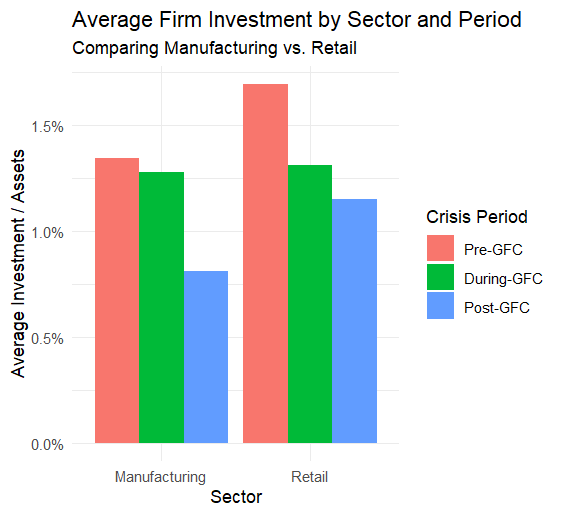 Average Firm Investment by Sector and Period
Comparing Manufacturing vs. Retail
Average Investment / Assets
1.5%
1.0%
0.5%
0.0%
Manufacturing
Retail
Sector
Crisis Period
Pre-GFC
During-GFC
Post-GFC